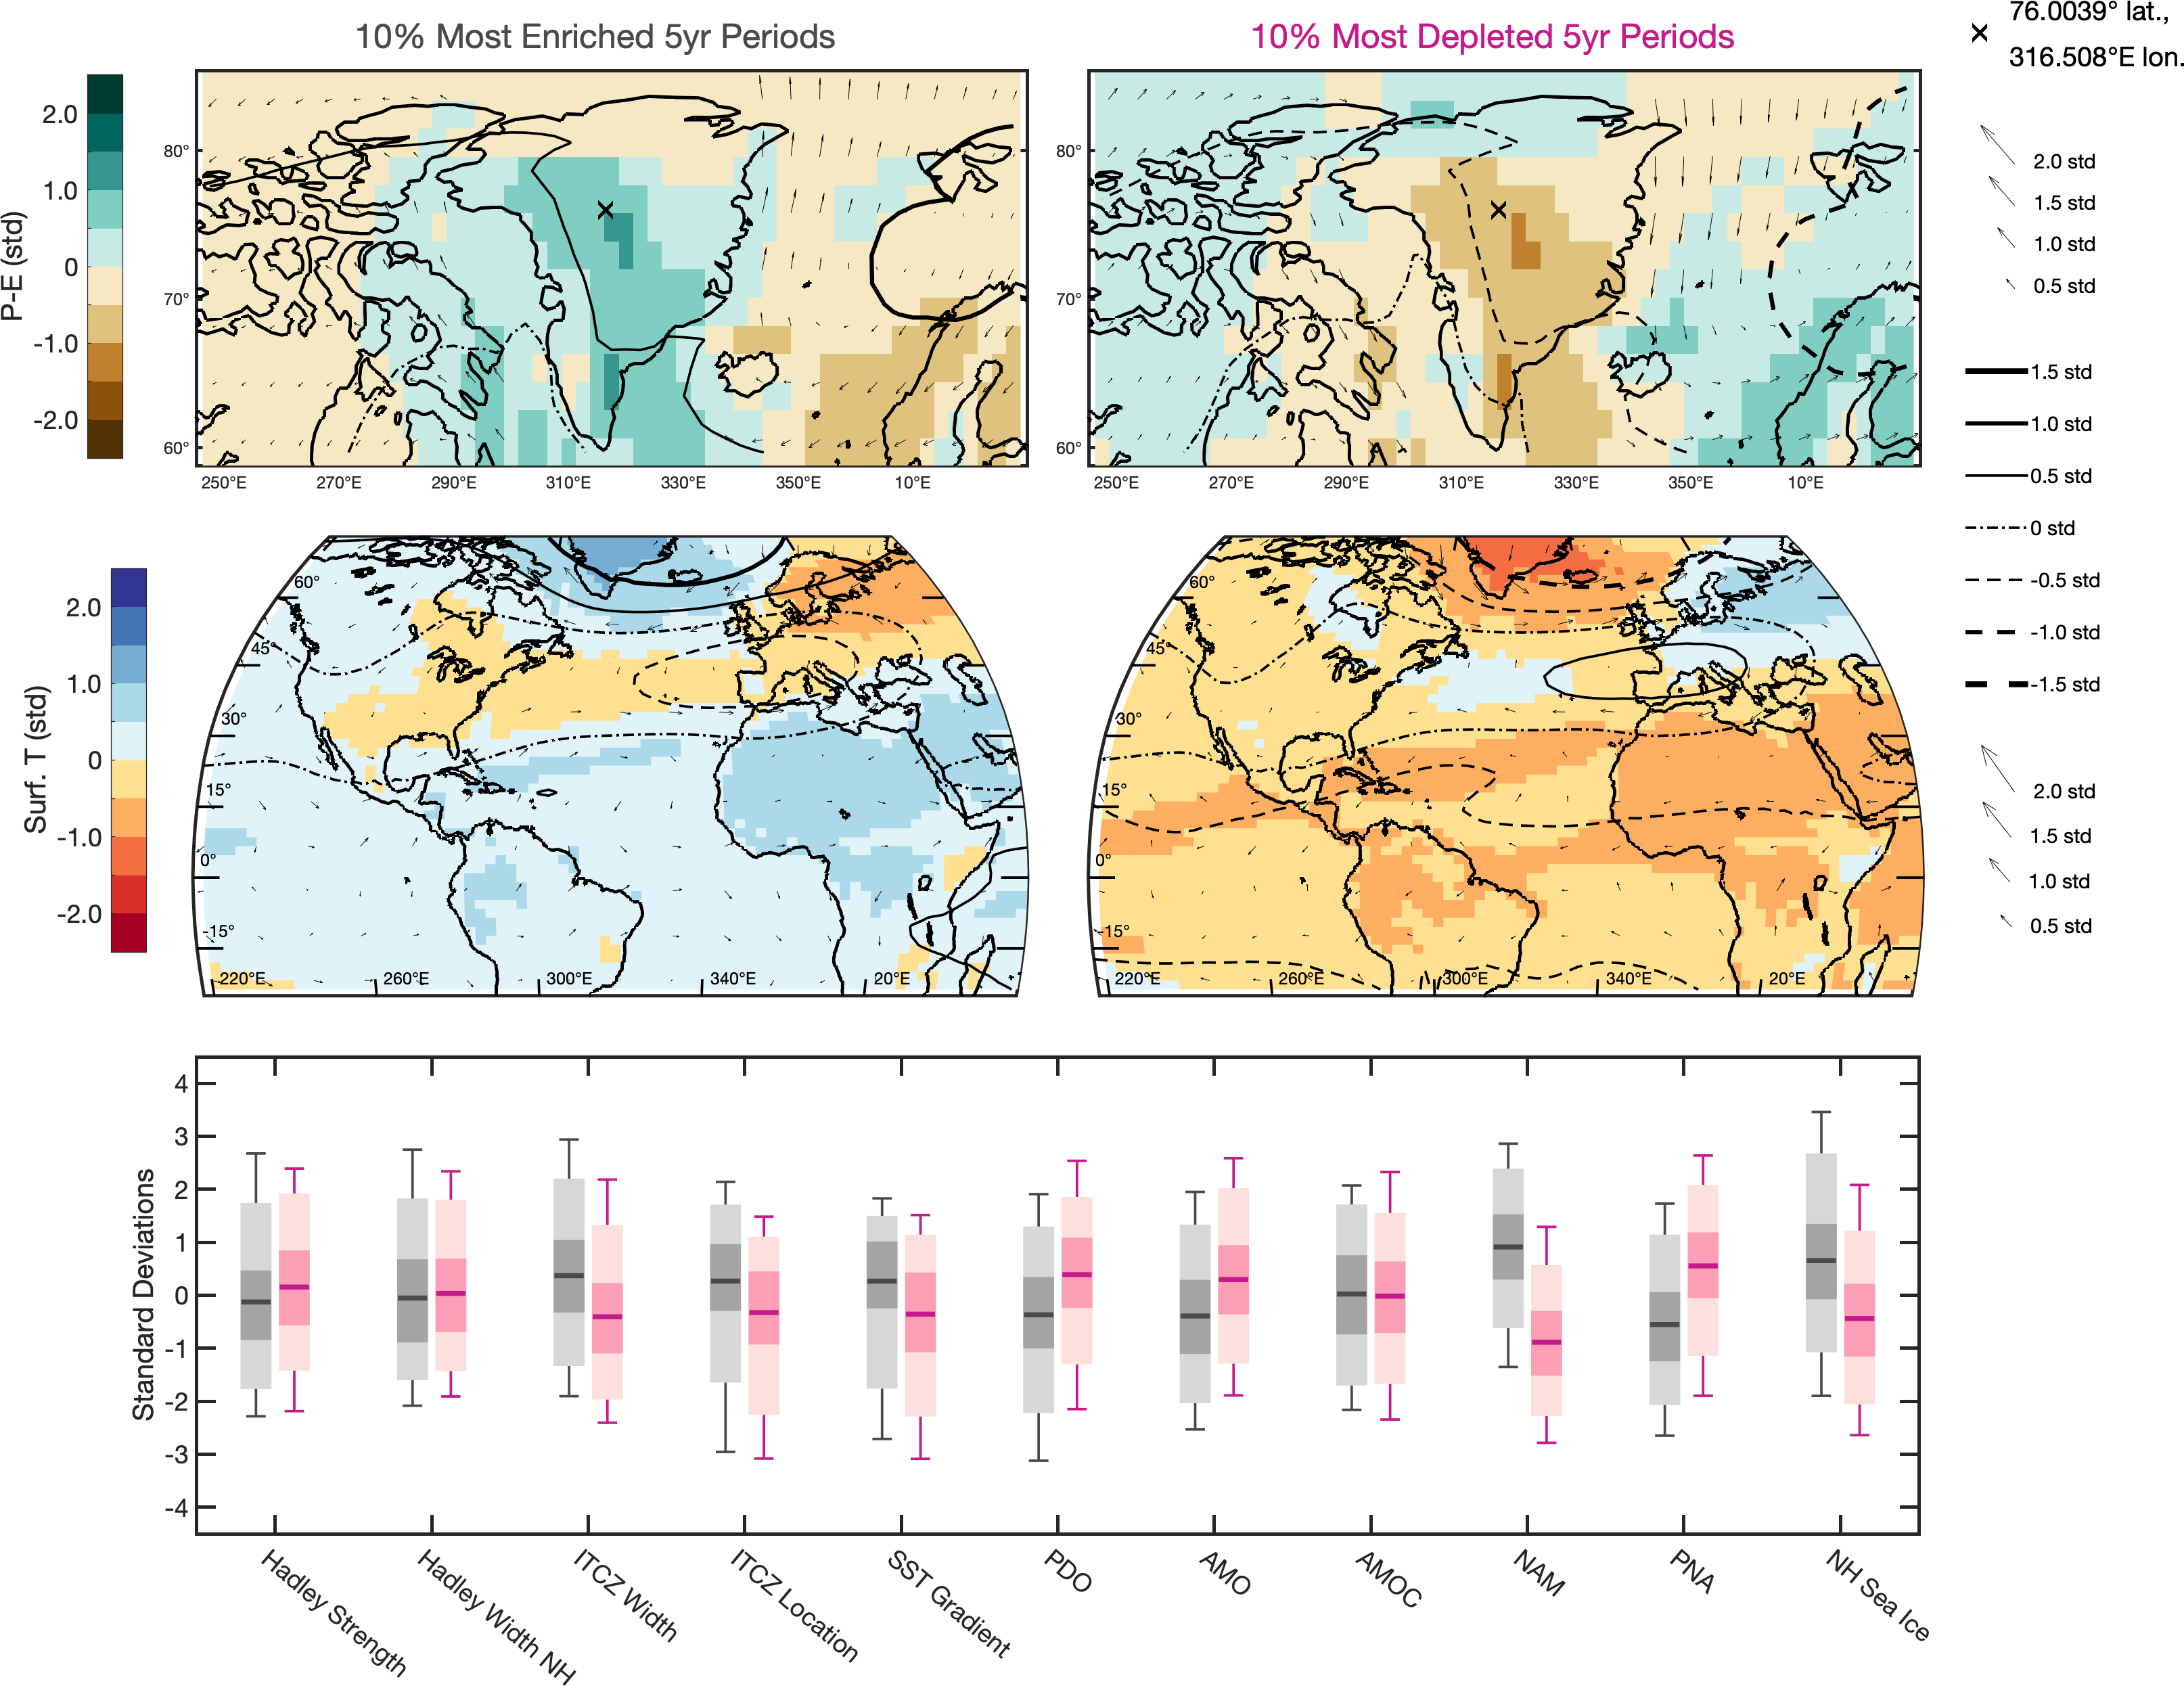 10% Most Enriched 5yr Periods
10% Most Depleted 5yr Periods
76.0039° lat.,
316.508°E lon.
P-E (std)
2.0
1.0
0
-1.0
-2.0
80°
70°
60°
250°E 270°E 290°E 310°E 330°E 350°E 10°E
80°
70°
60°
250°E 270°E 290°E 310°E 330°E 350°E 10°E
2.0 std
1.5 std
1.0 std
0.5 std
1.5 std
1.0 std
0.5 std
0 std
-0.5 std
-1.0 std
-1.5 std
2.0 std
1.5 std
1.0 std
0.5 std
Surf. T (std)
2.0
1.0
0
-1.0
-2.0
60°
45°
30°
15°
0°
-15°
220°E 260°E 300°E 340°E 20°E
60°
45°
30°
15°
0°
-15°
220°E 260°E 300°E 340°E 20°E
Standard Deviations
4
3
2
1
0
-1
-2
-3
-4
Hadley Strength
Hadley Width NH
ITCZ Width
ITCZ Location
SST Gradient
PDO
AMO
AMOC
NAM
PNA
NH Sea Ice